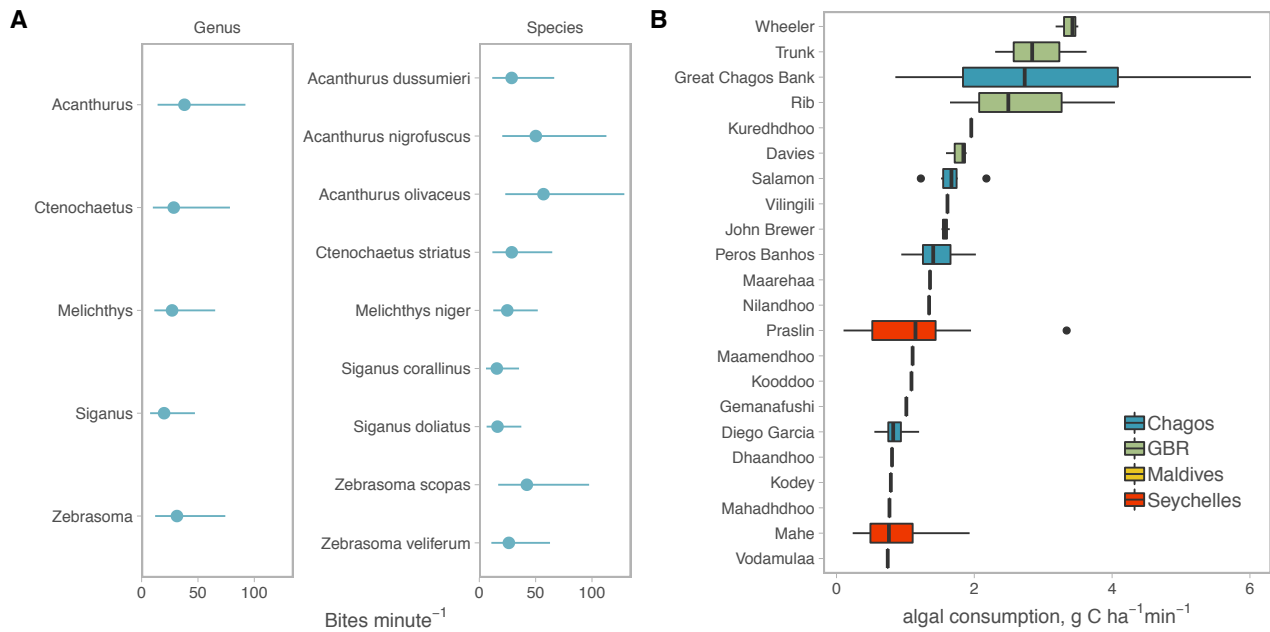 A
Genus
Acanthurus
Ctenochaetus
Melichthys
Siganus
Zebrasoma
0 50 100
Species
Acanthurus dussumieri
Acanthurus nigrofuscus
Acanthurus olivaceus
Ctenochaetus striatus
Melichthys niger
Siganus corallinus
Siganus doliatus
Zebrasoma scopas
Zebrasoma veliferum
0 50 100
Bites minute⁻¹
B
Wheeler
Trunk
Great Chagos Bank
Rib
Kuredhdhoo
Davies
Salamon
Vilingili
John Brewer
Peros Banhos
Maarehaa
Nilandhoo
Praslin
Maamendhoo
Kooddoo
Gemanafushi
Diego Garcia
Dhaandhoo
Kodey
Mahadhdhoo
Mahe
Vodamulaa
Chagos
GBR
Maldives
Seychelles
0 2 4 6
algal consumption, g C ha⁻¹min⁻¹